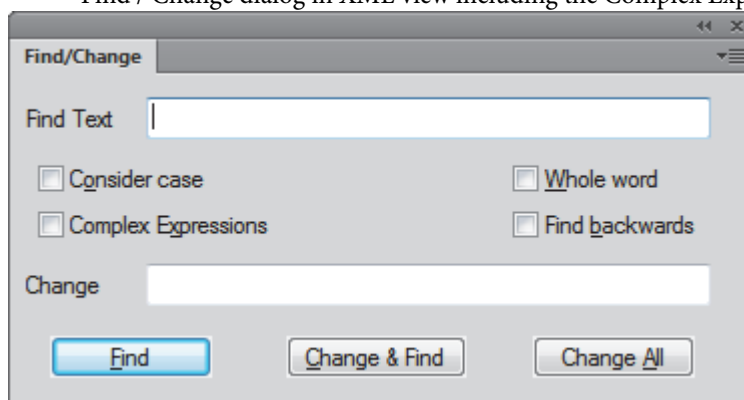 Find / Change dialog in XML view including the Complex Exp
Find/Change
Find Text
Consider case Whole word
Complex Expressions Find backwards
Change
Find Change & Find Change All